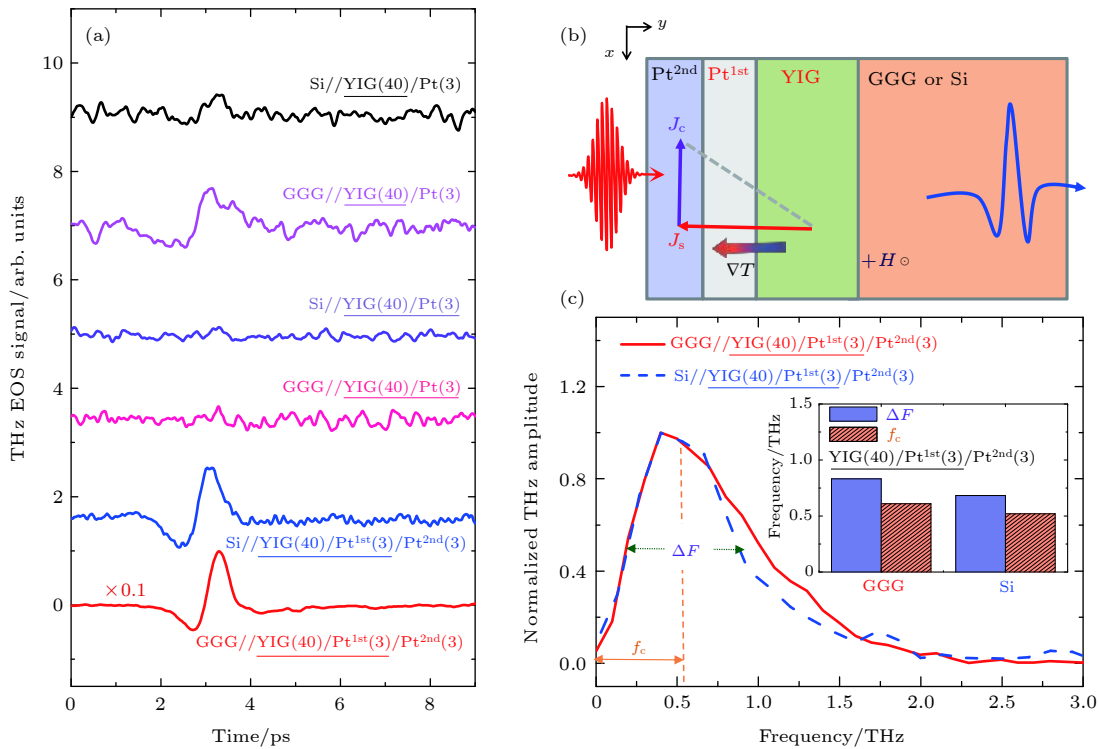 (a)
Si//YIG(40)/Pt(3)
GGG//YIG(40)/Pt(3)
Si//YIG(40)/Pt(3)
GGG//YIG(40)/Pt(3)
Si//YIG(40)/Pt1st(3)/Pt2nd(3)
×0.1
GGG//YIG(40)/Pt1st(3)/Pt2nd(3)
THz EOS signal/arb. units
10
8
6
4
2
0
0 2 4 6 8
Time/ps
(b)
y
x
Pt2nd Pt1st YIG GGG or Si
Jc
Js
∇T
+H⊙
(c)
GGG//YIG(40)/Pt1st(3)/Pt2nd(3)
Si//YIG(40)/Pt1st(3)/Pt2nd(3)
Normalized THz amplitude
1.2
0.8
0.4
0.0
ΔF
fc
0 0.5 1.0 1.5 2.0 2.5 3.0
Frequency/THz
ΔF
fc
YIG(40)/Pt1st(3)/Pt2nd(3)
Frequency/THz
1.5
1.0
0.5
0
GGG Si